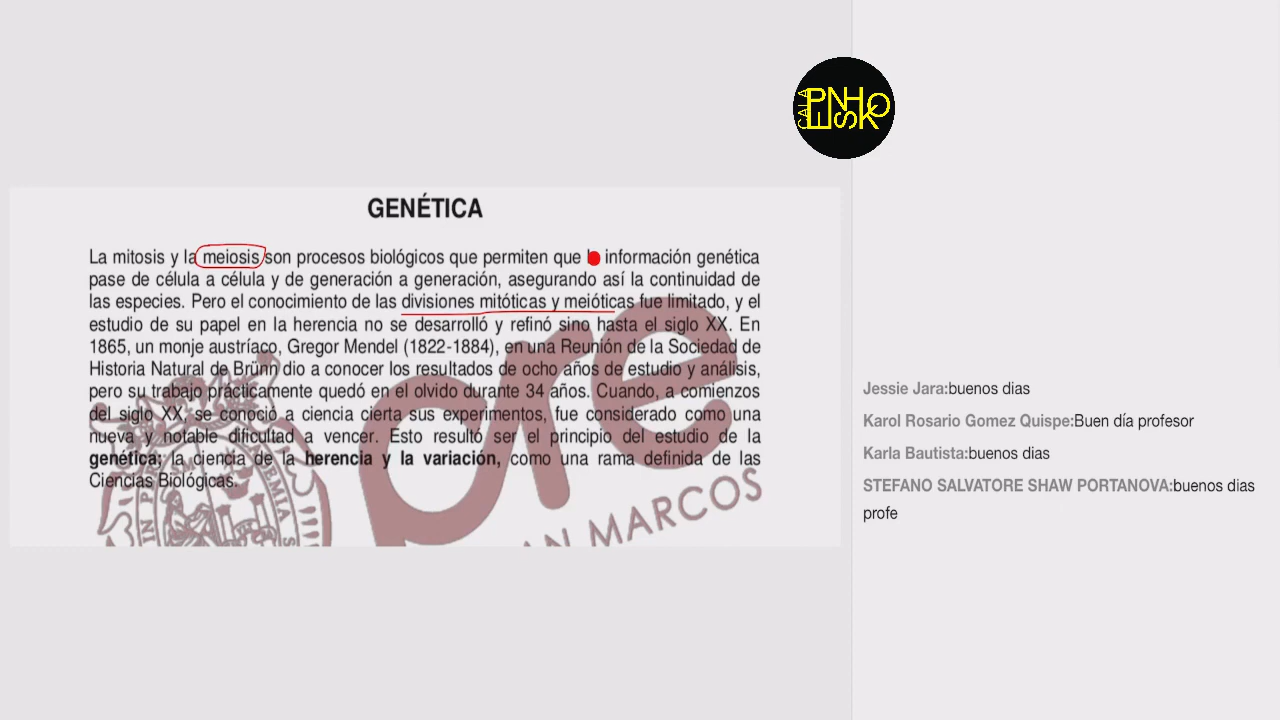 CALA
PENHO
ESK
GENÉTICA
La mitosis y la meiosis son procesos biológicos que permiten que la información genética
pase de célula a célula y de generación a generación, asegurando así la continuidad de
las especies. Pero el conocimiento de las divisiones mitóticas y meióticas fue limitado, y el
estudio de su papel en la herencia no se desarrolló y refinó sino hasta el siglo XX. En
1865, un monje austríaco, Gregor Mendel (1822-1884), en una Reunión de la Sociedad de
Historia Natural de Brünn dio a conocer los resultados de ocho años de estudio y análisis,
pero su trabajo prácticamente quedó en el olvido durante 34 años. Cuando, a comienzos
del siglo XX, se conoció a ciencia cierta sus experimentos, fue considerado como una
nueva y notable dificultad a vencer. Esto resultó ser el principio del estudio de la
genética; la ciencia de la herencia y la variación, como una rama definida de las
Ciencias Biológicas.
pre
AN MARCOS
Jessie Jara:buenos dias
Karol Rosario Gomez Quispe:Buen día profesor
Karla Bautista:buenos dias
STEFANO SALVATORE SHAW PORTANOVA:buenos dias
profe